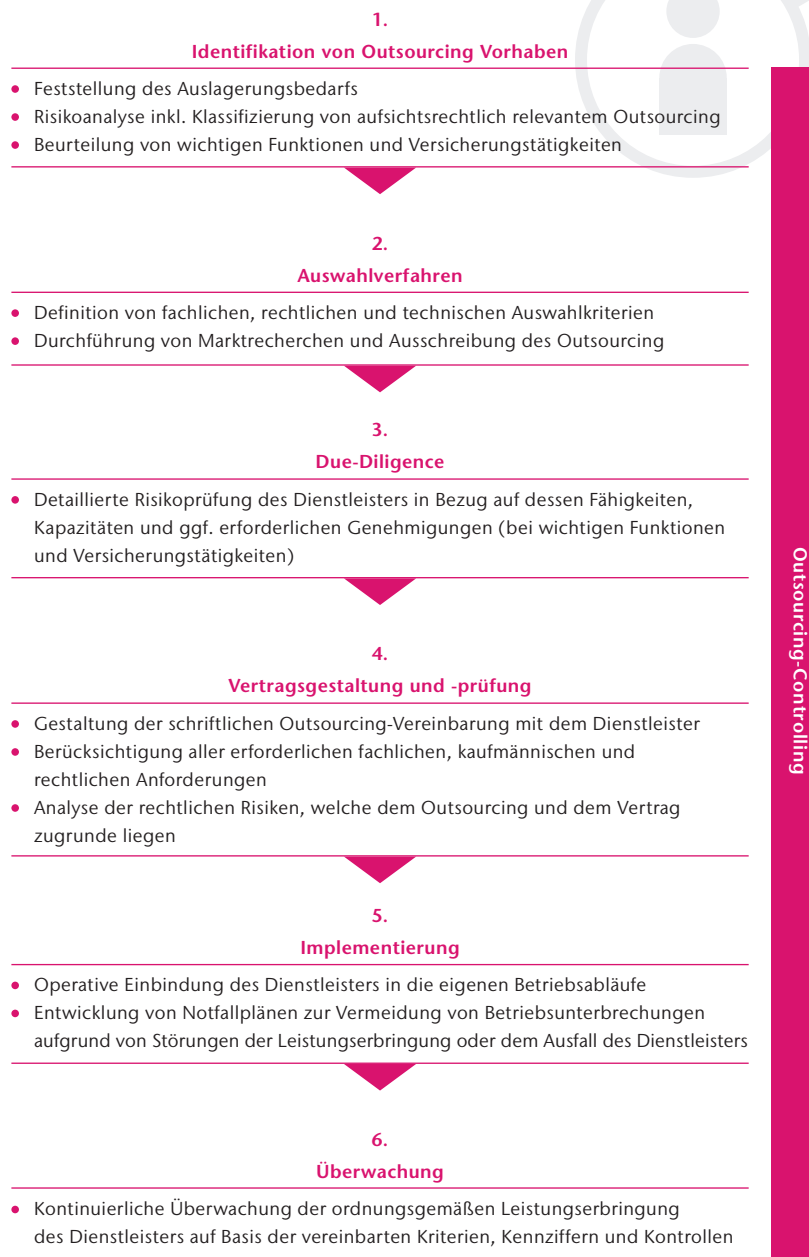 1.
Identifikation von Outsourcing Vorhaben
• Feststellung des Auslagerungsbedarfs
• Risikoanalyse inkl. Klassifizierung von aufsichtsrechtlich relevantem Outsourcing
• Beurteilung von wichtigen Funktionen und Versicherungstätigkeiten
2.
Auswahlverfahren
• Definition von fachlichen, rechtlichen und technischen Auswahlkriterien
• Durchführung von Marktrecherchen und Ausschreibung des Outsourcing
3.
Due-Diligence
• Detaillierte Risikoprüfung des Dienstleisters in Bezug auf dessen Fähigkeiten,
Kapazitäten und ggf. erforderlichen Genehmigungen (bei wichtigen Funktionen
und Versicherungstätigkeiten)
4.
Vertragsgestaltung und -prüfung
• Gestaltung der schriftlichen Outsourcing-Vereinbarung mit dem Dienstleister
• Berücksichtigung aller erforderlichen fachlichen, kaufmännischen und
rechtlichen Anforderungen
• Analyse der rechtlichen Risiken, welche dem Outsourcing und dem Vertrag
zugrunde liegen
5.
Implementierung
• Operative Einbindung des Dienstleisters in die eigenen Betriebsabläufe
• Entwicklung von Notfallplänen zur Vermeidung von Betriebsunterbrechungen
aufgrund von Störungen der Leistungserbringung oder dem Ausfall des Dienstleisters
6.
Überwachung
• Kontinuierliche Überwachung der ordnungsgemäßen Leistungserbringung
des Dienstleisters auf Basis der vereinbarten Kriterien, Kennziffern und Kontrollen
Outsourcing-Controlling